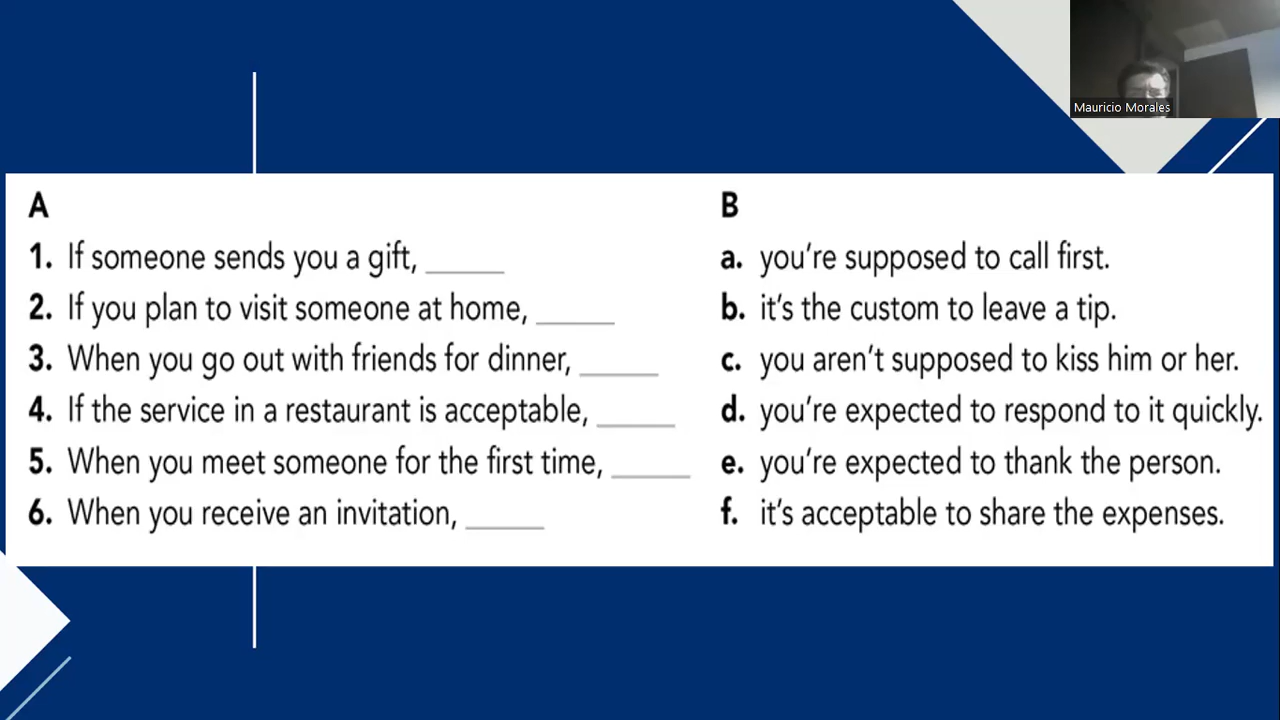 Mauricio Morales
A
1. If someone sends you a gift, ______
2. If you plan to visit someone at home, ______
3. When you go out with friends for dinner, ______
4. If the service in a restaurant is acceptable, ______
5. When you meet someone for the first time, ______
6. When you receive an invitation, ______
B
a. you're supposed to call first.
b. it's the custom to leave a tip.
c. you aren't supposed to kiss him or her.
d. you're expected to respond to it quickly.
e. you're expected to thank the person.
f. it's acceptable to share the expenses.